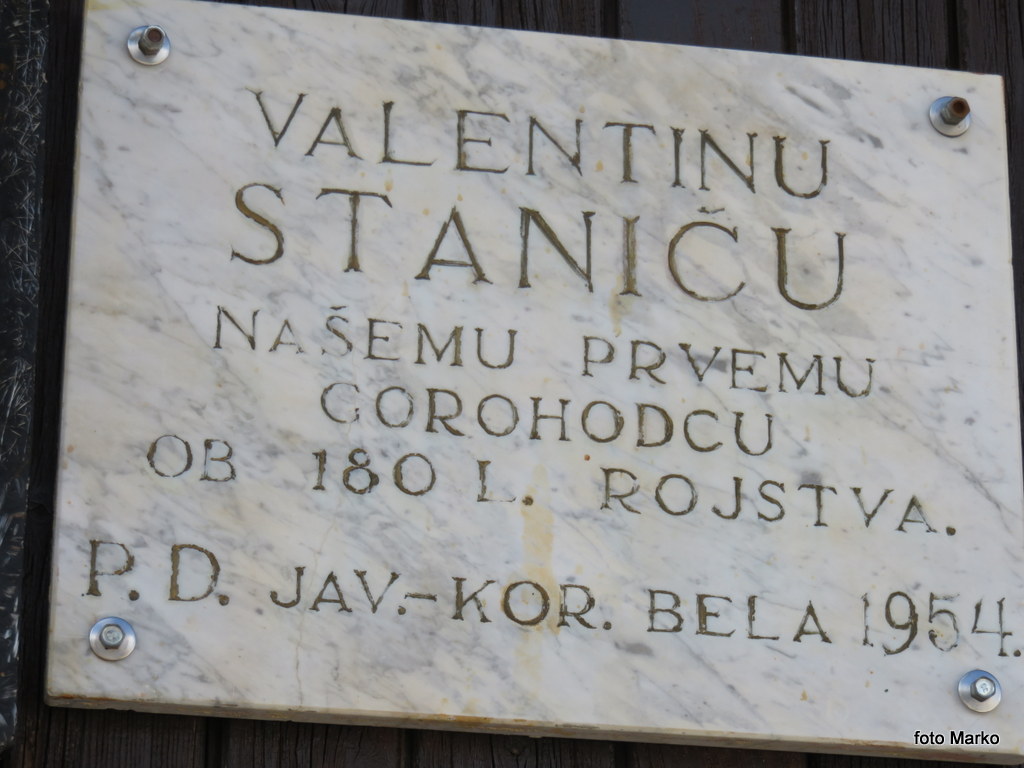 VALENTINU
STANIČU
NAŠEMU PRVEMU
GOROHODCU
OB 180 L. ROJSTVA.
P. D. JAV.-KOR. BELA 1954.
foto Marko